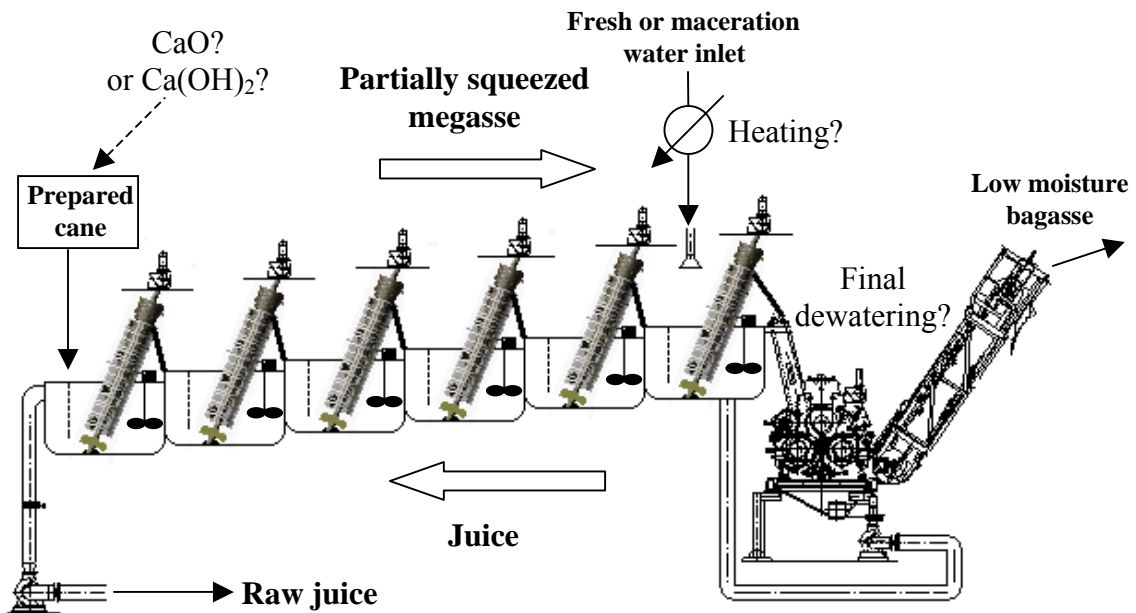 CaO?
or Ca(OH)2?
Fresh or maceration
water inlet
Partially squeezed
megasse
Heating?
Prepared
cane
Low moisture
bagasse
Final
dewatering?
Juice
Raw juice